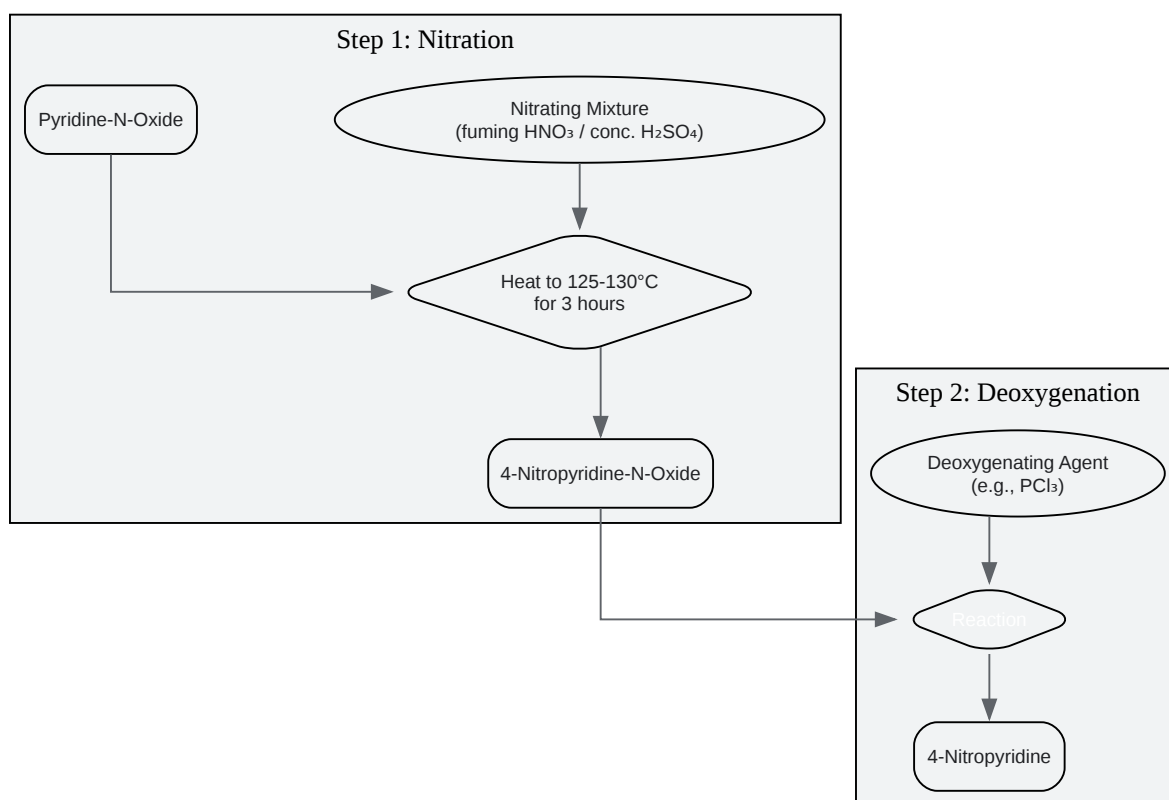 Step 1: Nitration
Pyridine-N-Oxide
Nitrating Mixture
(fuming HNO₃ / conc. H₂SO₄)
Heat to 125-130°C
for 3 hours
4-Nitropyridine-N-Oxide
Step 2: Deoxygenation
Deoxygenating Agent
(e.g., PCl₃)
Reaction
4-Nitropyridine